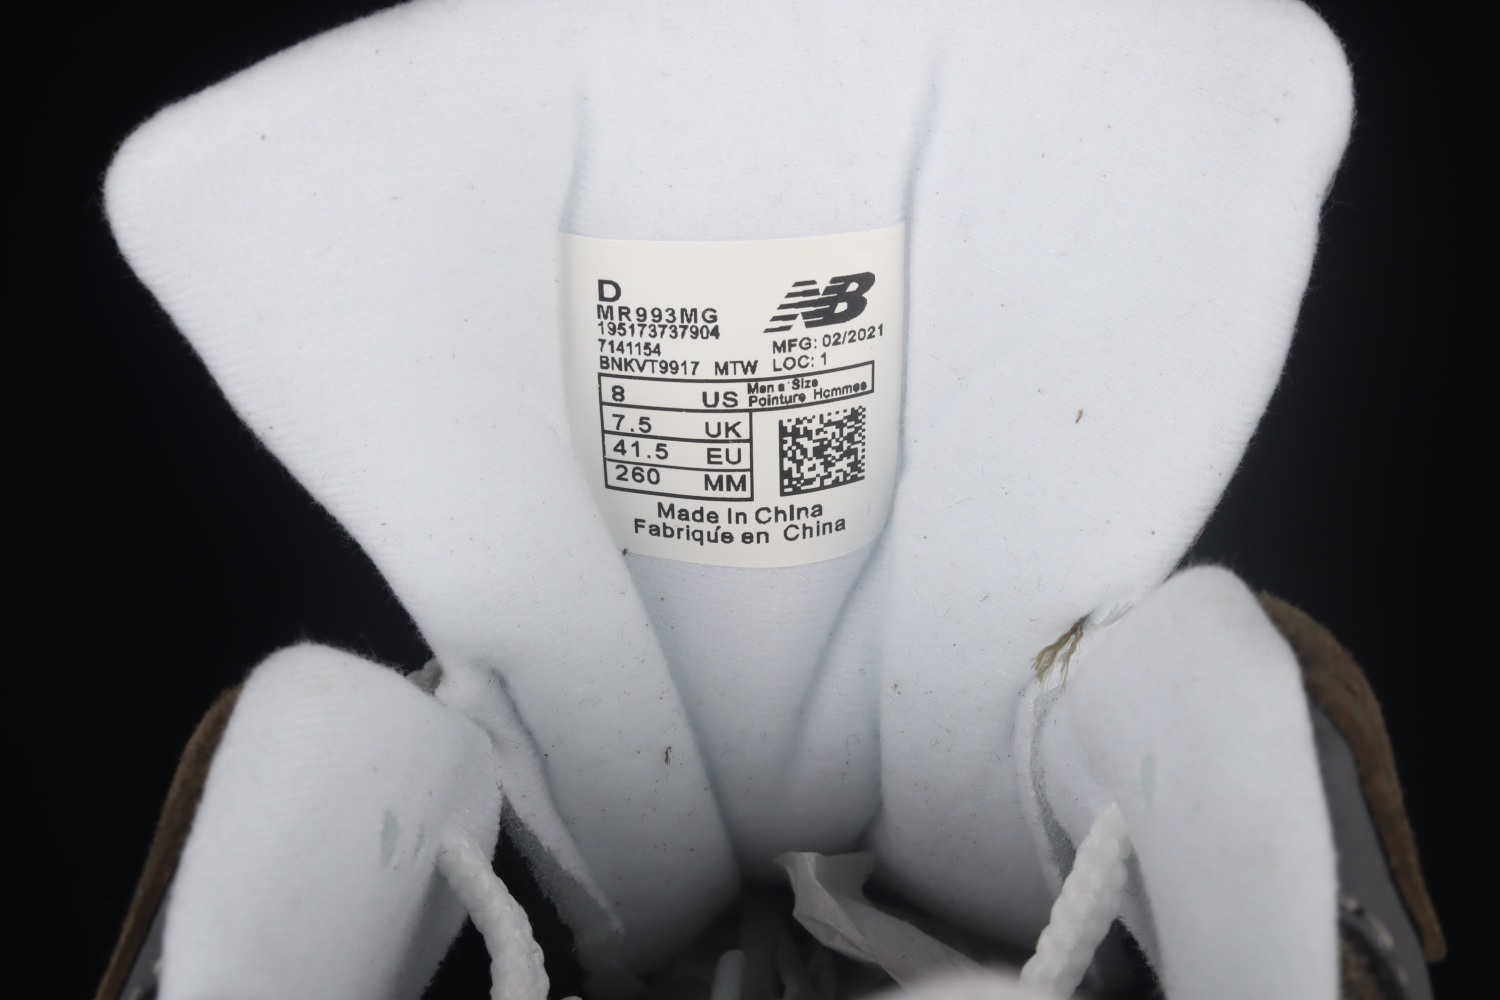 D
NB
MR993MG
195173737904
MFG: 02/2021
7141154
BNKVT9917 MTW LOC: 1
8 US Men s Size
Pointure Hommes
7.5 UK
41.5 EU
260 MM
Made In China
Fabriqúe en China